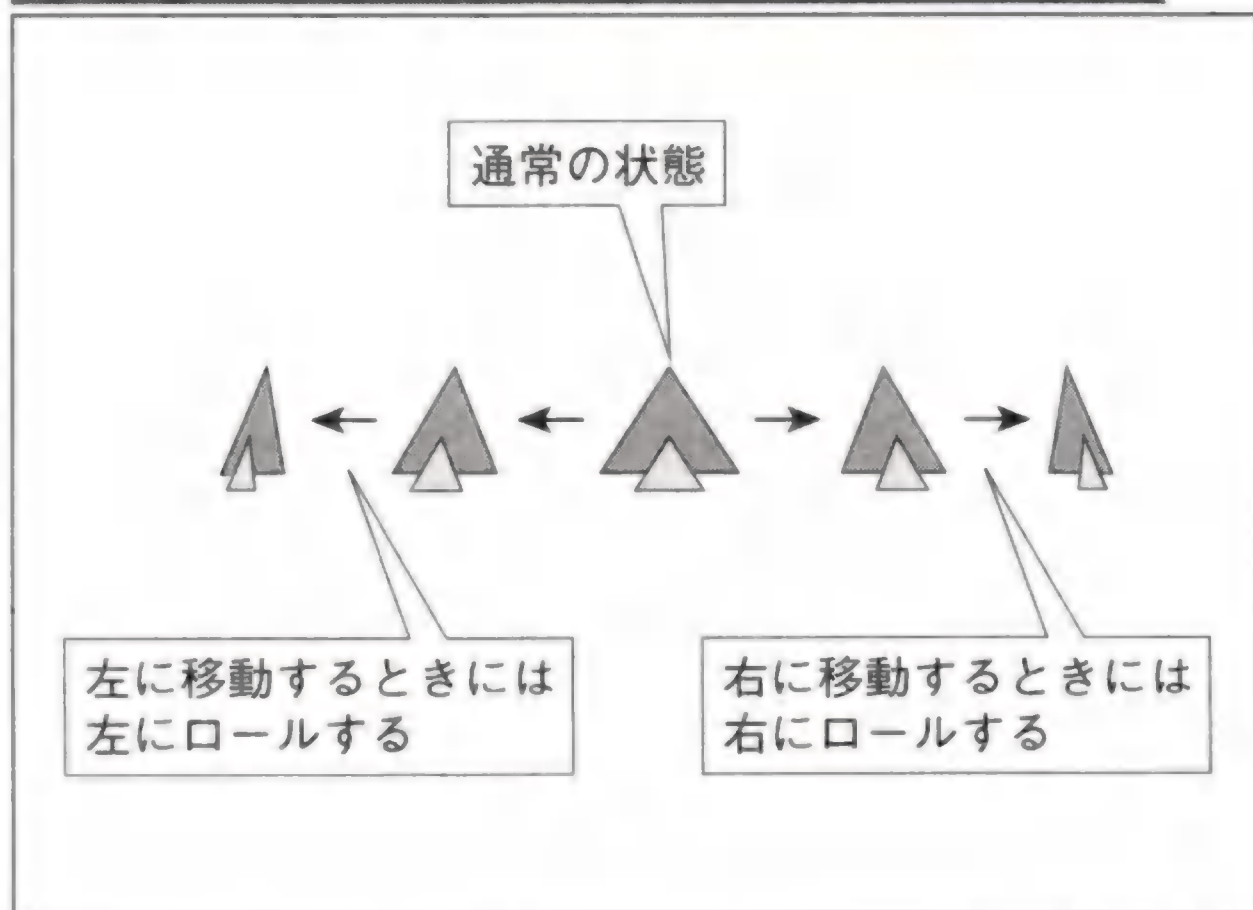 通常の状態
左に移動するときには
左にロールする
右に移動するときには
右にロールする